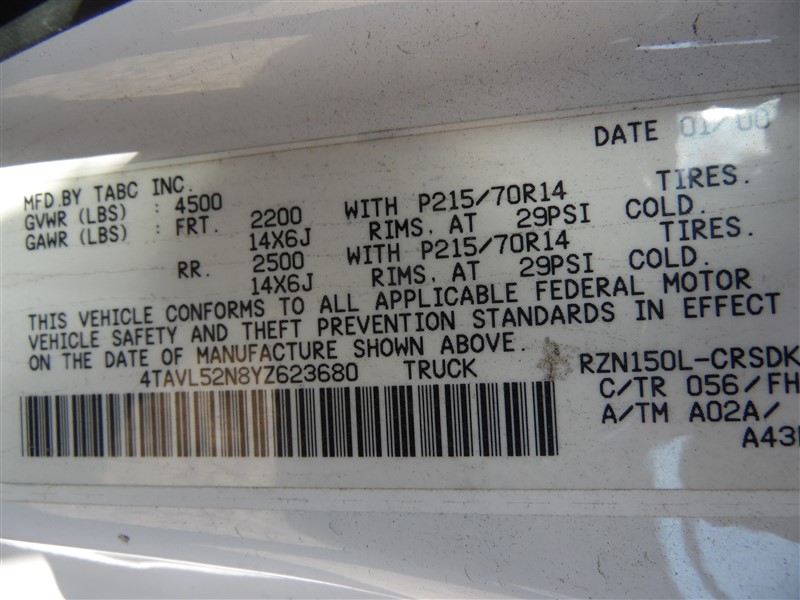 DATE 01/00
MFD.BY TABC INC.
GVWR (LBS) : 4500 WITH P215/70R14 TIRES.
GAWR (LBS) : FRT. 2200 RIMS, AT 29PSI COLD.
14X6J WITH P215/70R14 TIRES.
RR. 2500 RIMS, AT 29PSI COLD.
14X6J
THIS VEHICLE CONFORMS TO ALL APPLICABLE FEDERAL MOTOR
VEHICLE SAFETY AND THEFT PREVENTION STANDARDS IN EFFECT
ON THE DATE OF MANUFACTURE SHOWN ABOVE.
4TAVL52N8YZ623680 TRUCK RZN150L-CRSDK
C/TR 056/FH
A/TM A02A/
A43